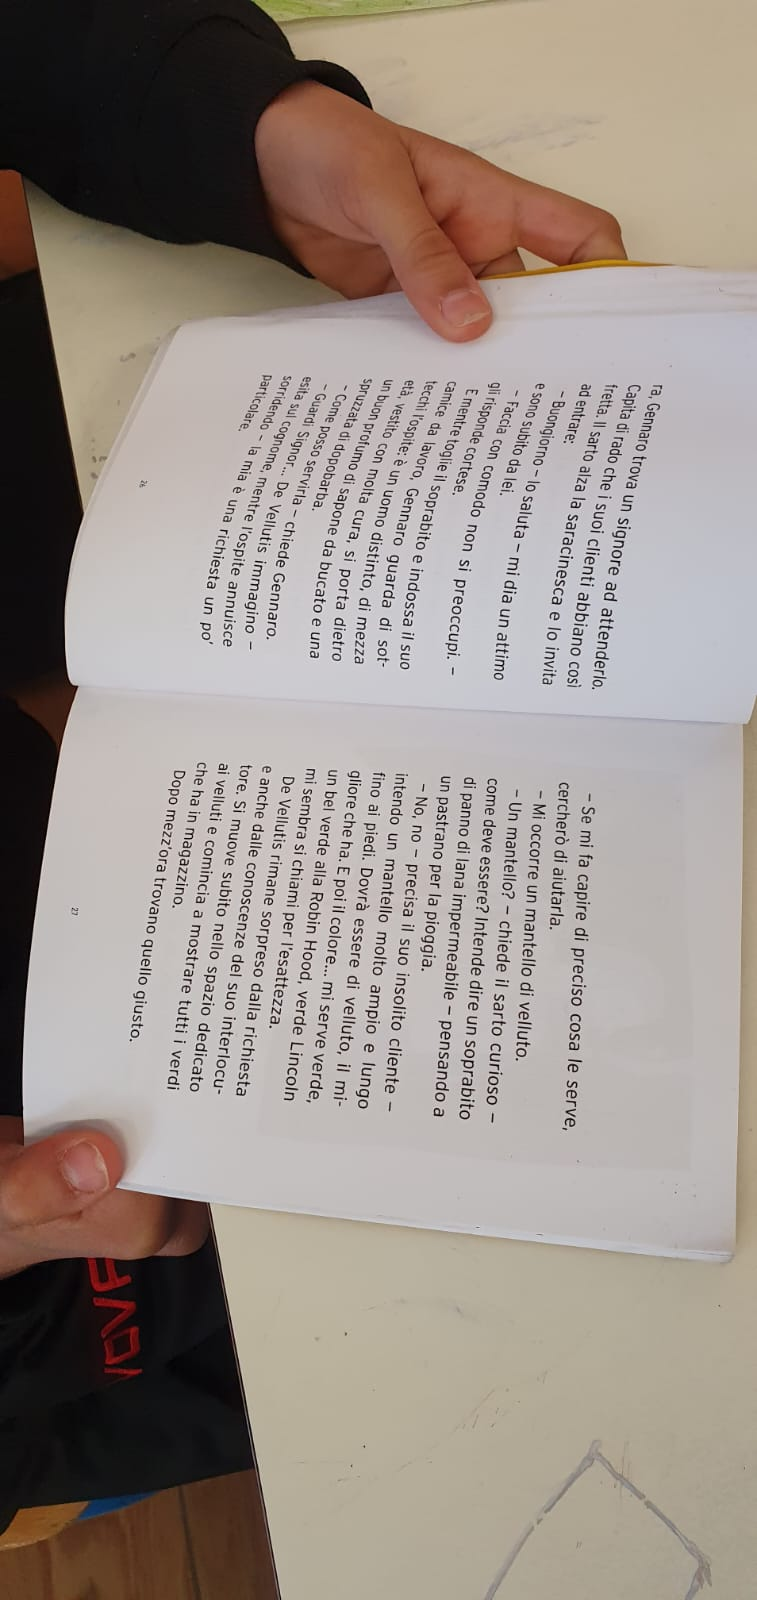 ra, Gennaro trova un signore ad attenderlo.
Capita di rado che i suoi clienti abbiano così
fretta. Il sarto alza la saracinesca e lo invita
ad entrare:
– Buongiorno – lo saluta – mi dia un attimo
e sono subito da lei.
– Faccia con comodo non si preoccupi. –
gli risponde cortese.
E mentre toglie il soprabito e indossa il suo
camice da lavoro, Gennaro guarda di sot-
tecchi l'ospite: è un uomo distinto, di mezza
età, vestito con molta cura, si porta dietro
un buon profumo di sapone da bucato e una
spruzzata di dopobarba.
– Come posso servirla – chiede Gennaro.
– Guardi Signor... De Vellutis immagino –
esita sul cognome, mentre l'ospite annuisce
sorridendo – la mia è una richiesta un po'
particolare.
26
– Se mi fa capire di preciso cosa le serve,
cercherò di aiutarla.
– Mi occorre un mantello di velluto.
– Un mantello? – chiede il sarto curioso –
come deve essere? Intende dire un soprabito
di panno di lana impermeabile – pensando a
un pastrano per la pioggia.
– No, no – precisa il suo insolito cliente –
intendo un mantello molto ampio e lungo
fino ai piedi. Dovrà essere di velluto, il mi-
gliore che ha. E poi il colore... mi serve verde,
un bel verde alla Robin Hood, verde Lincoln
mi sembra si chiami per l'esattezza.
De Vellutis rimane sorpreso dalla richiesta
e anche dalle conoscenze del suo interlocu-
tore. Si muove subito nello spazio dedicato
ai velluti e comincia a mostrare tutti i verdi
che ha in magazzino.
Dopo mezz'ora trovano quello giusto.
27